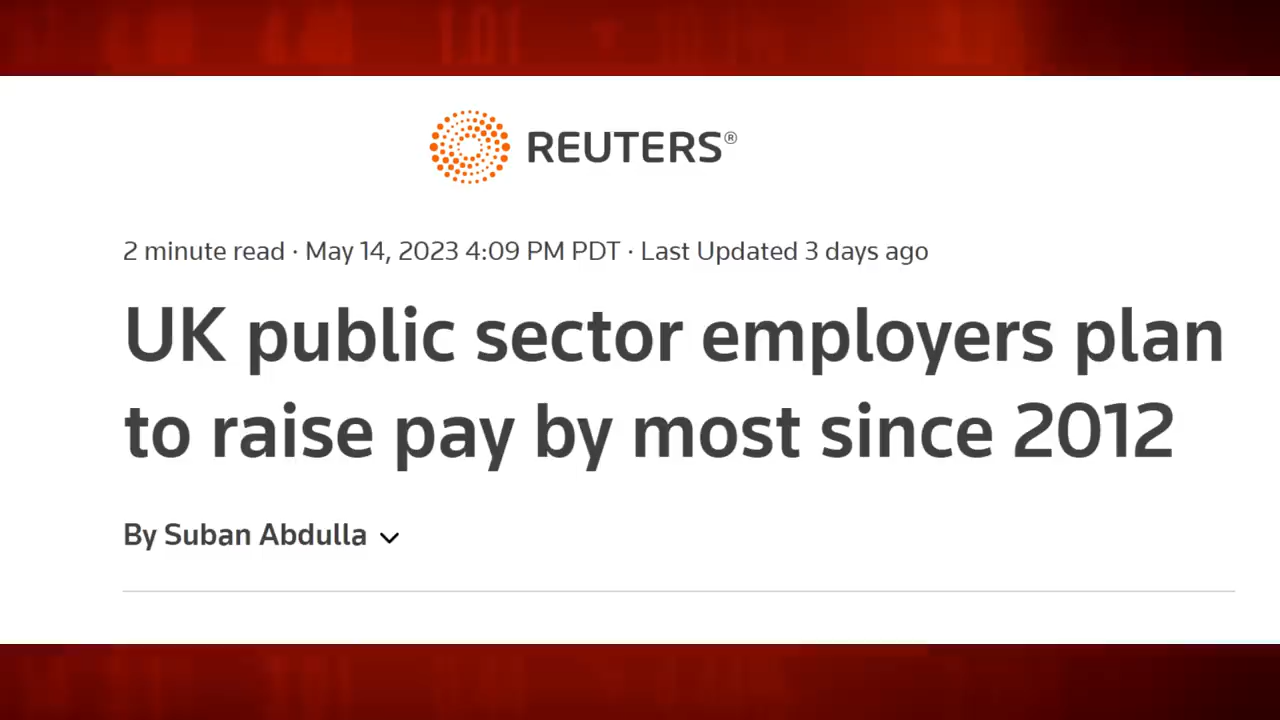 REUTERS®
2 minute read · May 14, 2023 4:09 PM PDT · Last Updated 3 days ago
UK public sector employers plan
to raise pay by most since 2012
By Suban Abdulla